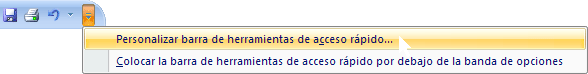 Personalizar barra de herramientas de acceso rápido...
Colocar la barra de herramientas de acceso rápido por debajo de la banda de opciones